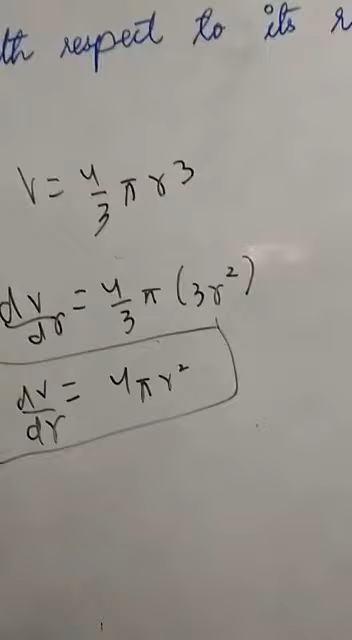 th respect to its r
V = 4/3 π r3
dv/dr = 4/3 π (3r²)
dv/dr = 4πr²